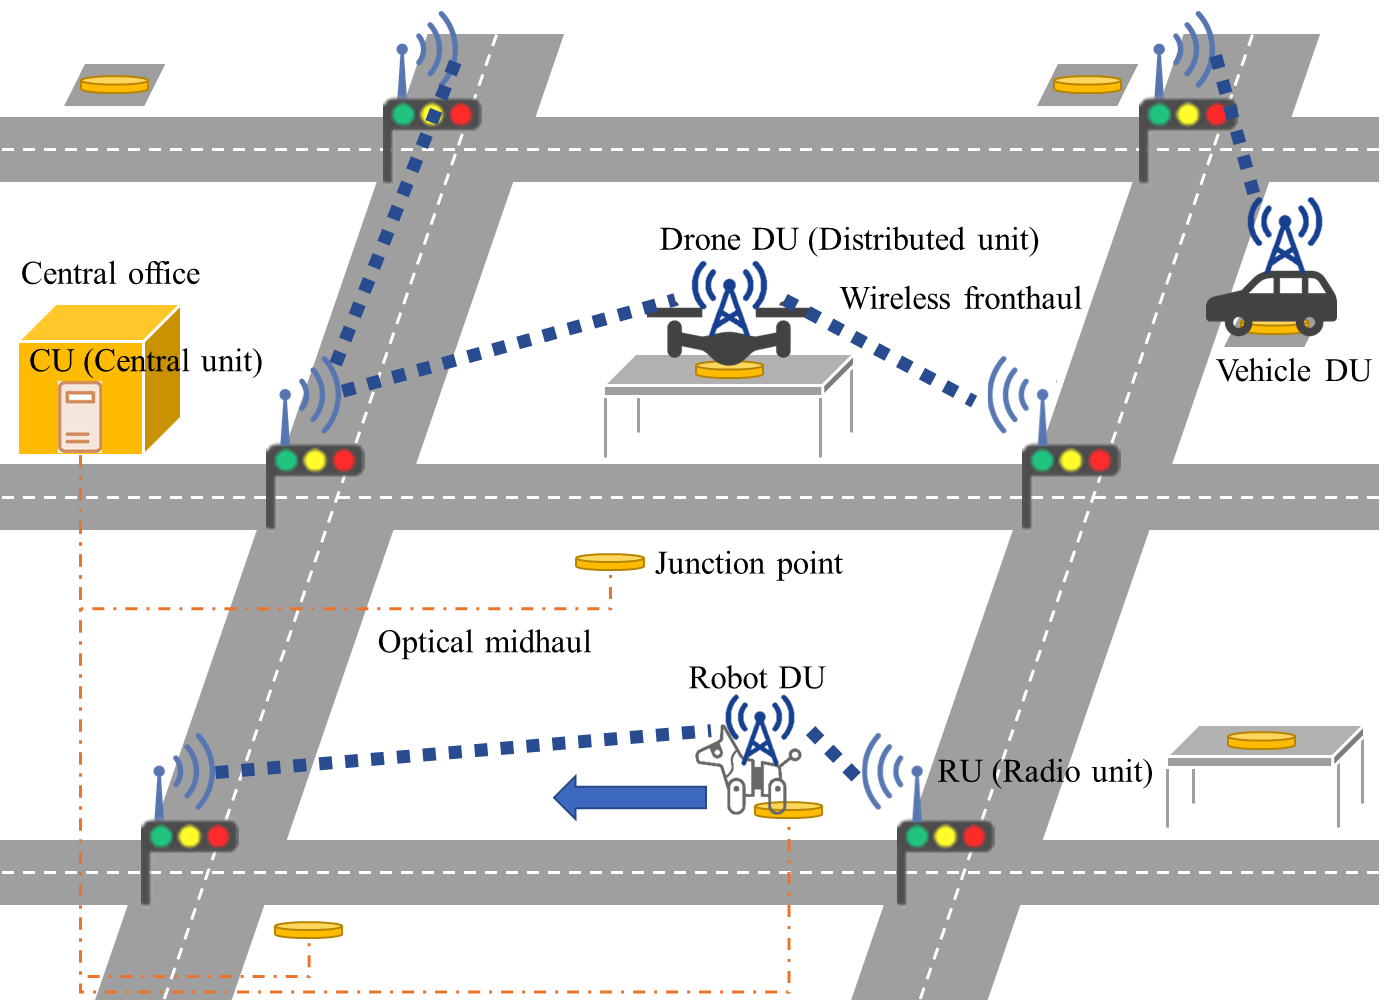 Drone DU (Distributed unit)
Central office
Wireless fronthaul
CU (Central unit)
Vehicle DU
Junction point
Optical midhaul
Robot DU
RU (Radio unit)